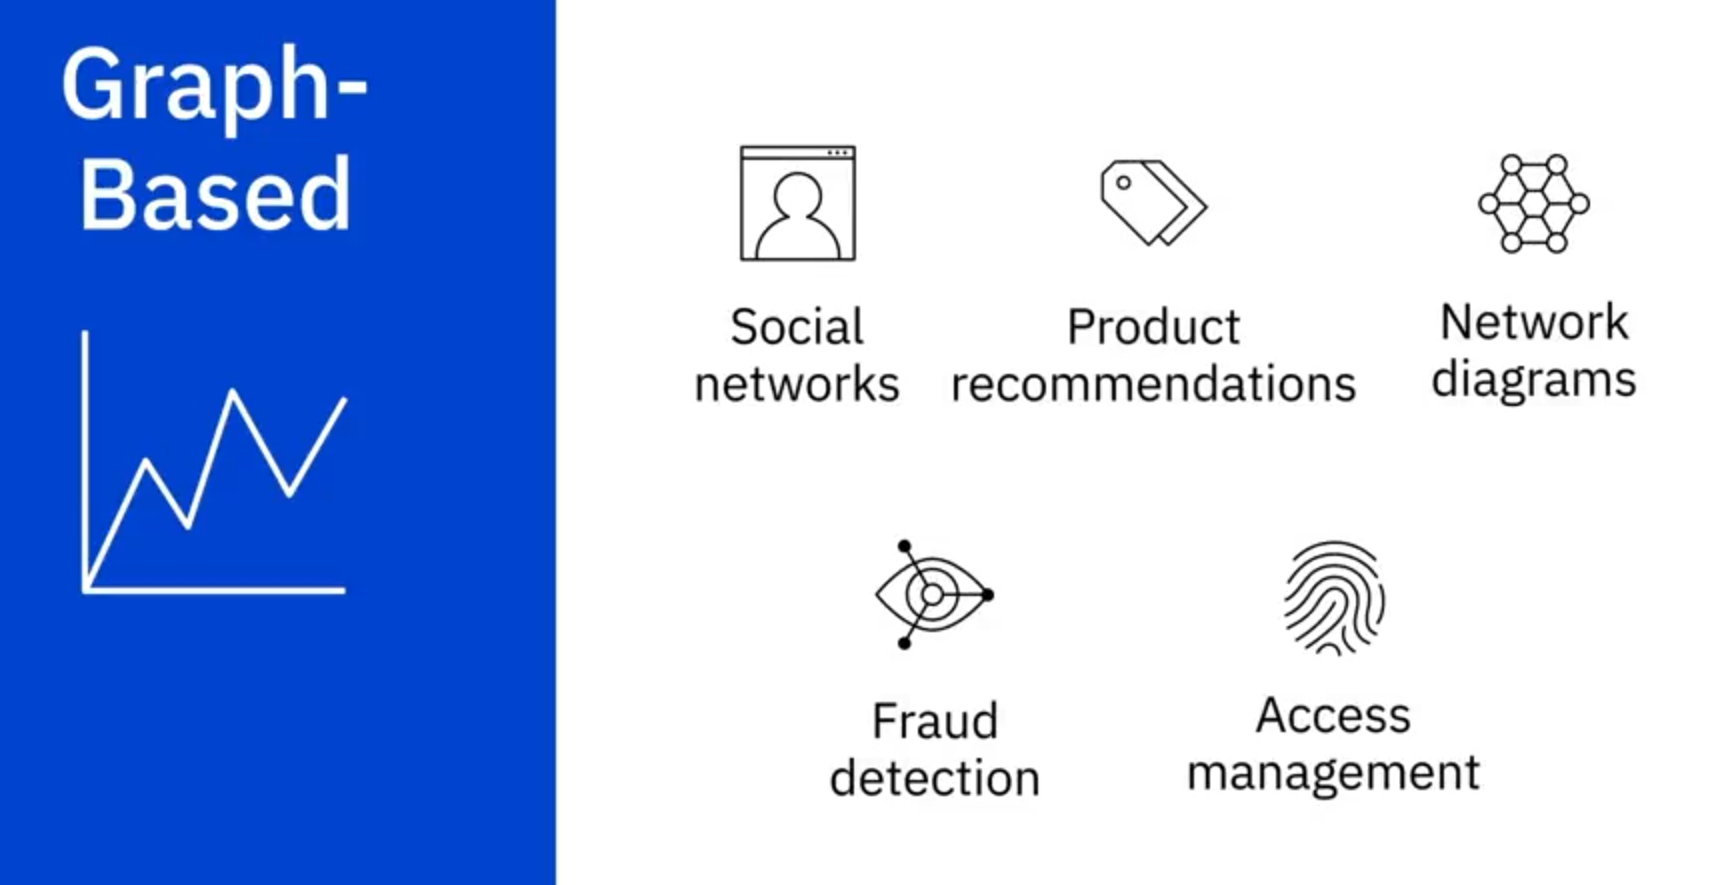 Graph-
Based
Social
networks
Product
recommendations
Network
diagrams
Fraud
detection
Access
management